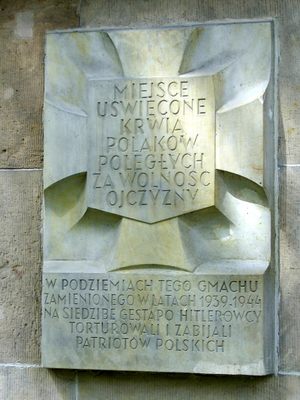 MIEJSCE
UŚWIĘCONE
KRWIĄ
POLAKÓW
POLEGŁYCH
ZA WOLNOŚĆ
OJCZYZNY
W PODZIEMIACH TEGO GMACHU
ZAMIENIONEGO W LATACH 1939-1944
NA SIEDZIBĘ GESTAPO HITLEROWCY
TORTUROWALI I ZABIJALI
PATRIOTÓW POLSKICH